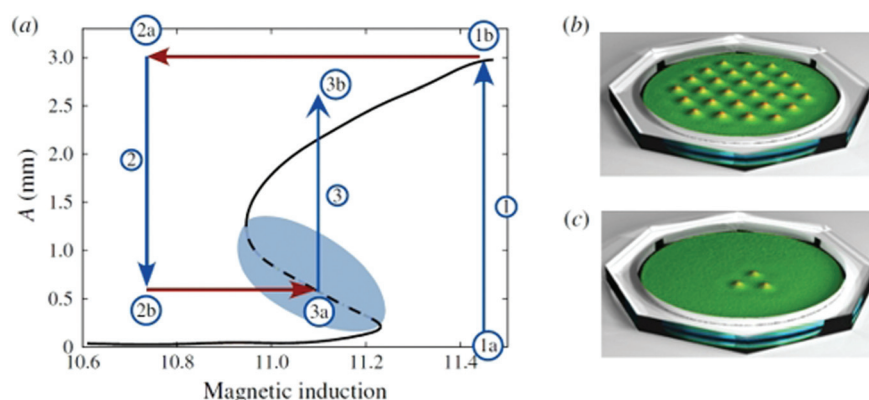 (a)
2a
1b
(b)
3.0
3b
2.5
2
2.0
A (mm)
3
1
1.5
(c)
1.0
0.5
2b
3a
0
1a
10.6 10.8 11.0 11.2 11.4
Magnetic induction